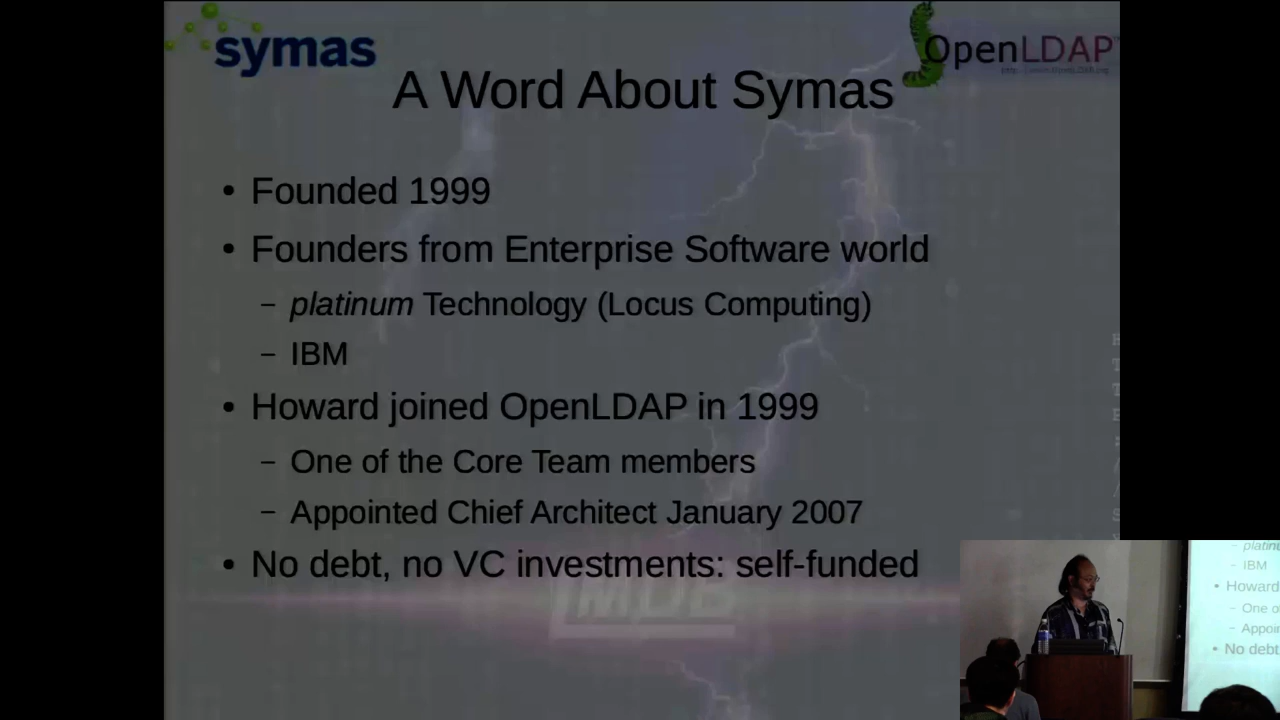 symas
OpenLDAP
A Word About Symas
• Founded 1999
• Founders from Enterprise Software world
– platinum Technology (Locus Computing)
– IBM
• Howard joined OpenLDAP in 1999
– One of the Core Team members
– Appointed Chief Architect January 2007
• No debt, no VC investments: self-funded
MDB
– IBM
• Howard
– One o
– Appoi
• No debt